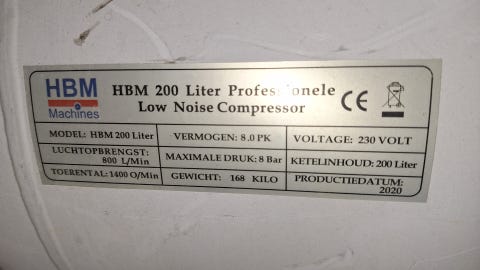 HBM
Machines
HBM 200 Liter Professionele
Low Noise Compressor
CE
MODEL: HBM 200 Liter
VERMOGEN: 8.0 PK
VOLTAGE: 230 VOLT
LUCHTOPBRENGST:
800 L/Min
MAXIMALE DRUK: 8 Bar
KETELINHOUD: 200 Liter
TOERENTAL: 1400 O/Min
GEWICHT: 168 KILO
PRODUCTIEDATUM:
2020